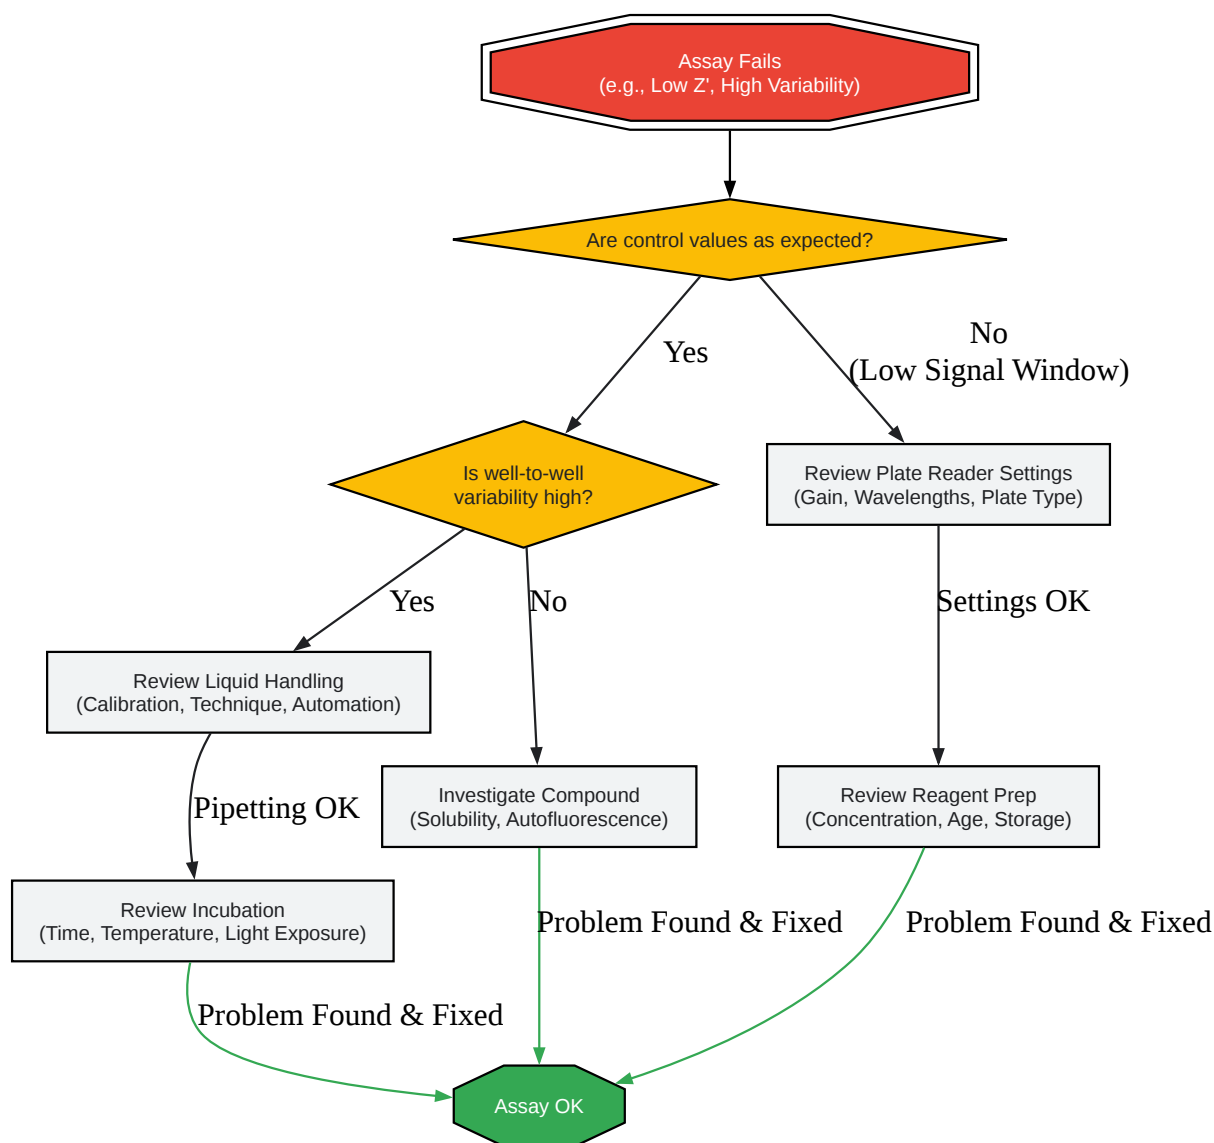 Assay Fails
(e.g., Low Z', High Variability)
Are control values as expected?
Yes
No
(Low Signal Window)
Is well-to-well
variability high?
Review Plate Reader Settings
(Gain, Wavelengths, Plate Type)
Yes
No
Settings OK
Review Liquid Handling
(Calibration, Technique, Automation)
Pipetting OK
Investigate Compound
(Solubility, Autofluorescence)
Review Reagent Prep
(Concentration, Age, Storage)
Review Incubation
(Time, Temperature, Light Exposure)
Problem Found & Fixed
Problem Found & Fixed
Problem Found & Fixed
Assay OK